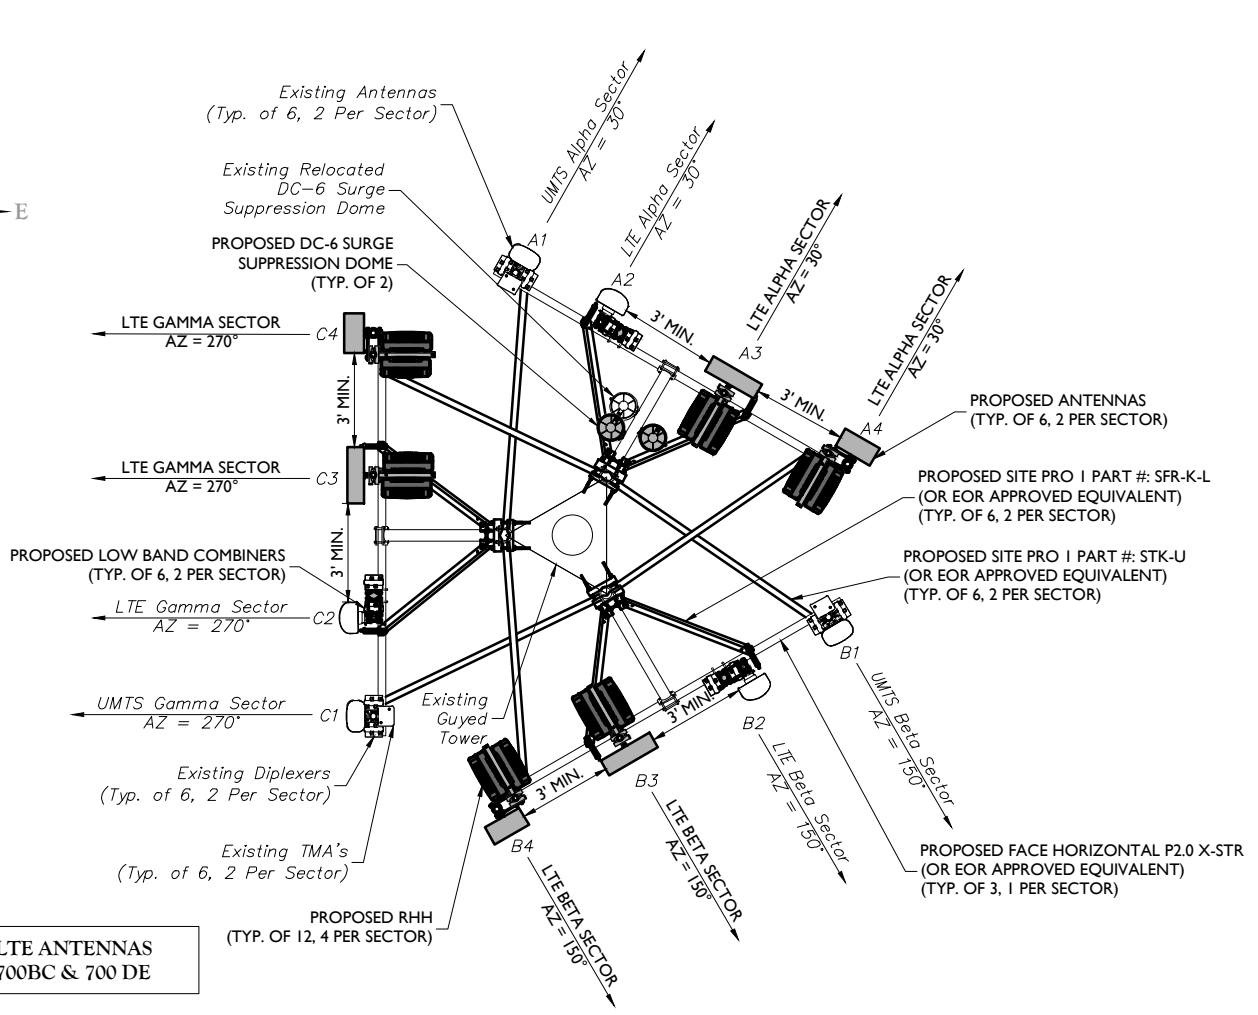 Existing Antennas
(Typ. of 6, 2 Per Sector)
Existing Relocated
DC-6 Surge
Suppression Dome
E
PROPOSED DC-6 SURGE
SUPPRESSION DOME
(TYP. OF 2)
UMTS Alpha Sector
AZ = 30°
LTE Alpha Sector
AZ = 30°
LTE ALPHA SECTOR
AZ = 30°
LTE ALPHA SECTOR
AZ = 30°
A1
A2
3' MIN.
A3
3' MIN.
A4
LTE GAMMA SECTOR
AZ = 270°
C4
3' MIN.
LTE GAMMA SECTOR
AZ = 270°
C3
3' MIN.
PROPOSED LOW BAND COMBINERS
(TYP. OF 6, 2 PER SECTOR)
LTE Gamma Sector
AZ = 270°
C2
UMTS Gamma Sector
AZ = 270°
C1
PROPOSED ANTENNAS
(TYP. OF 6, 2 PER SECTOR)
PROPOSED SITE PRO 1 PART #: SFR-K-L
(OR EOR APPROVED EQUIVALENT)
(TYP. OF 6, 2 PER SECTOR)
PROPOSED SITE PRO 1 PART #: STK-U
(OR EOR APPROVED EQUIVALENT)
(TYP. OF 6, 2 PER SECTOR)
B1
UMTS Beta Sector
AZ = 150°
B2
LTE Beta Sector
AZ = 150°
3' MIN.
B3
LTE BETA SECTOR
AZ = 150°
3' MIN.
B4
LTE BETA SECTOR
AZ = 150°
Existing
Guyed
Tower
Existing Diplexers
(Typ. of 6, 2 Per Sector)
Existing TMA's
(Typ. of 6, 2 Per Sector)
PROPOSED RHH
(TYP. OF 12, 4 PER SECTOR)
PROPOSED FACE HORIZONTAL P2.0 X-STR
(OR EOR APPROVED EQUIVALENT)
(TYP. OF 3, 1 PER SECTOR)
LTE ANTENNAS
700BC & 700 DE